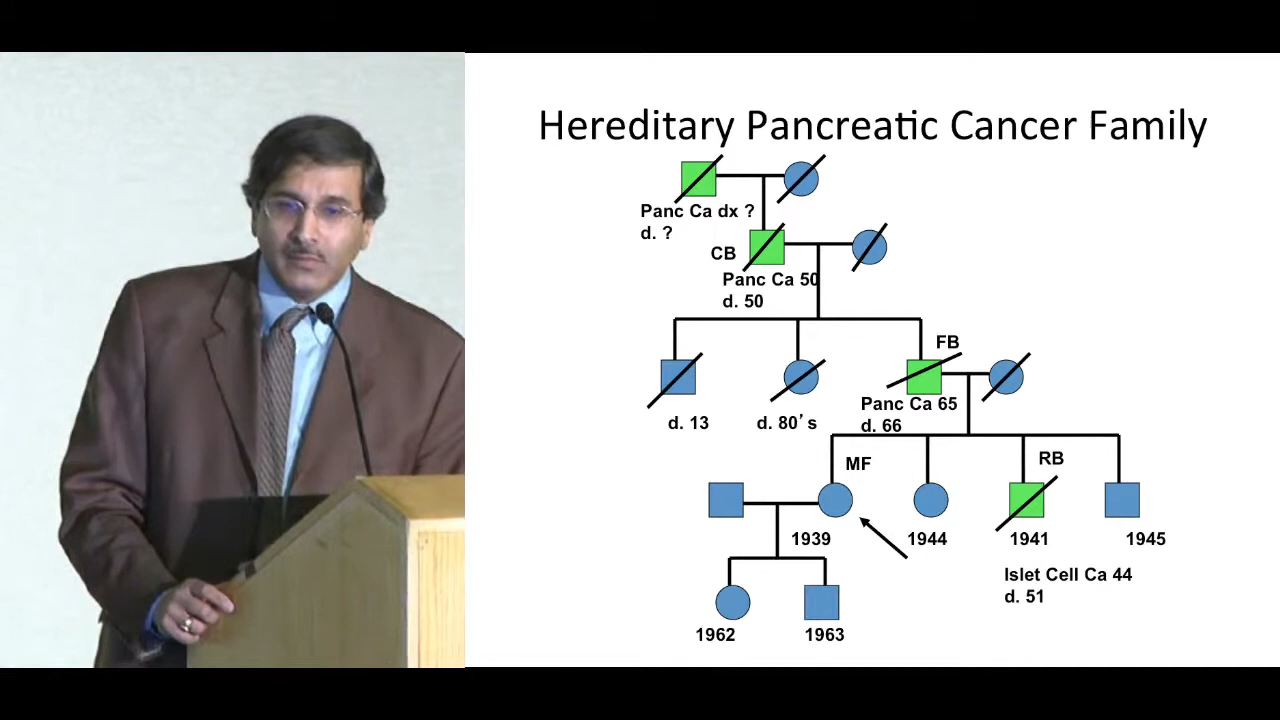 Hereditary Pancreatic Cancer Family
Panc Ca dx ?
d. ?
CB
Panc Ca 50
d. 50
FB
d. 13
d. 80's
Panc Ca 65
d. 66
MF
RB
1939
1944
1941
1945
Islet Cell Ca 44
d. 51
1962
1963